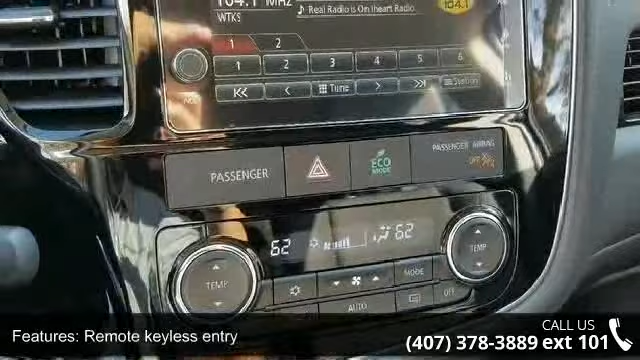 104.1 MHz
WTKS
Real Radio is On iHeart Radio
104.1
1 2
1 2 3 4 5 6
Tune
Station
PASSENGER
ECO
MODE
PASSENGER AIRBAG
OFF
62
62
TEMP
MODE
TEMP
AUTO
OFF
Features: Remote keyless entry
CALL US
(407) 378-3889 ext 101